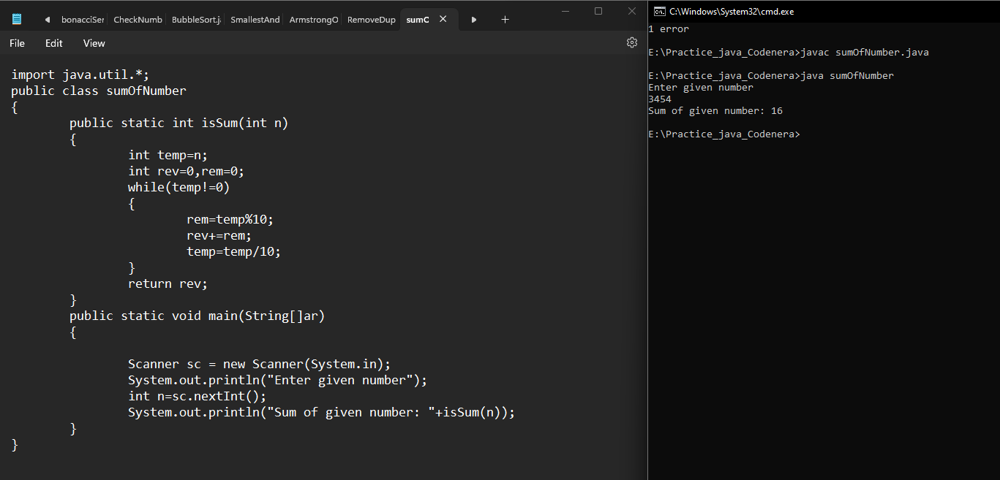 bonacciSer CheckNumb BubbleSort.j SmallestAnd ArmstrongO RemoveDup sumO
File Edit View
import java.util.*;
public class sumOfNumber
{
public static int isSum(int n)
{
int temp=n;
int rev=0,rem=0;
while(temp!=0)
{
rem=temp%10;
rev+=rem;
temp=temp/10;
}
return rev;
}
public static void main(String[]ar)
{
Scanner sc = new Scanner(System.in);
System.out.println("Enter given number");
int n=sc.nextInt();
System.out.println("Sum of given number: "+isSum(n));
}
}
C:\Windows\System32\cmd.exe
1 error
E:\Practice_java_Codenera>javac sumOfNumber.java
E:\Practice_java_Codenera>java sumOfNumber
Enter given number
3454
Sum of given number: 16
E:\Practice_java_Codenera>